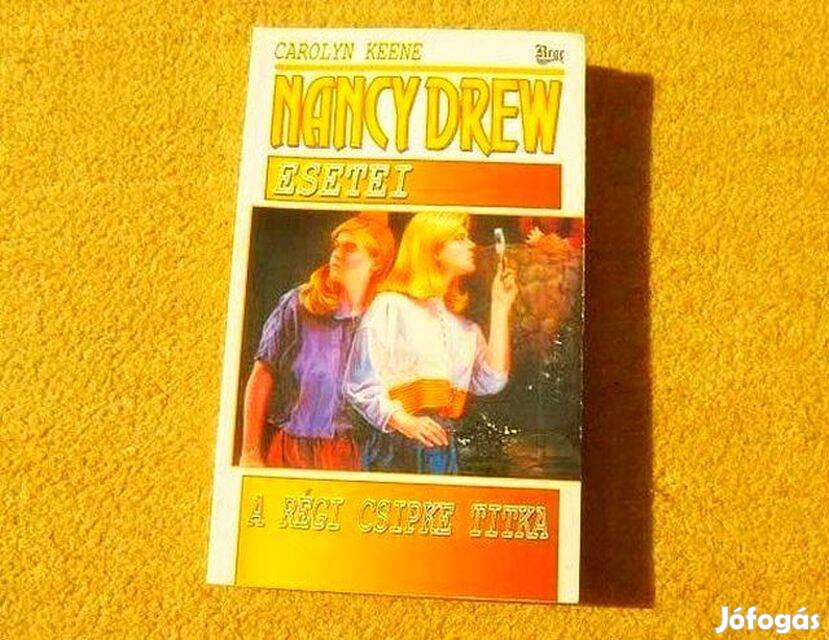 CAROLYN KEENE
Rege
NANCY DREW
ESETEI
A RÉGI CSIPKE TITKA
Jófogás